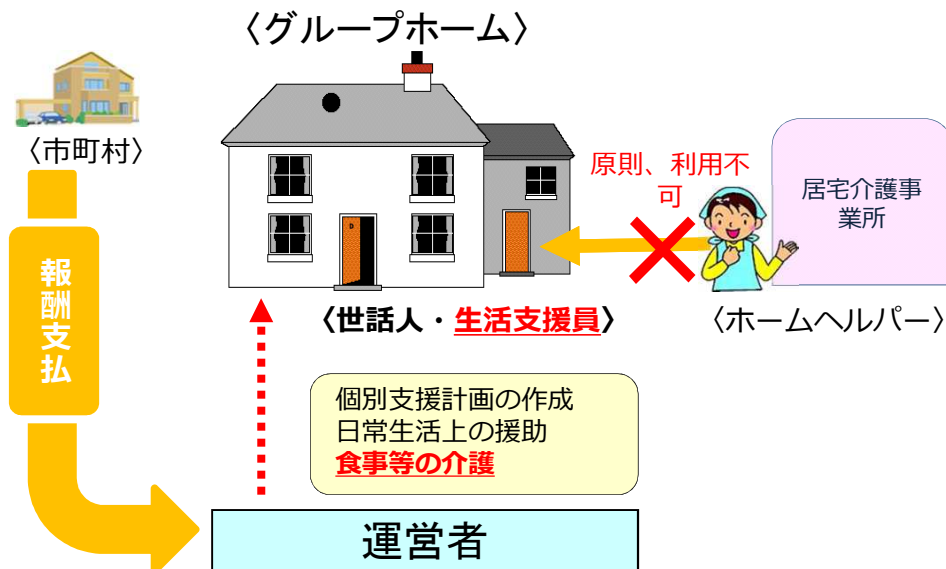 〈グループホーム〉
〈市町村〉
報酬支払
原則、利用不
可
居宅介護事
業所
〈世話人・生活支援員〉
〈ホームヘルパー〉
個別支援計画の作成
日常生活上の援助
食事等の介護
運営者